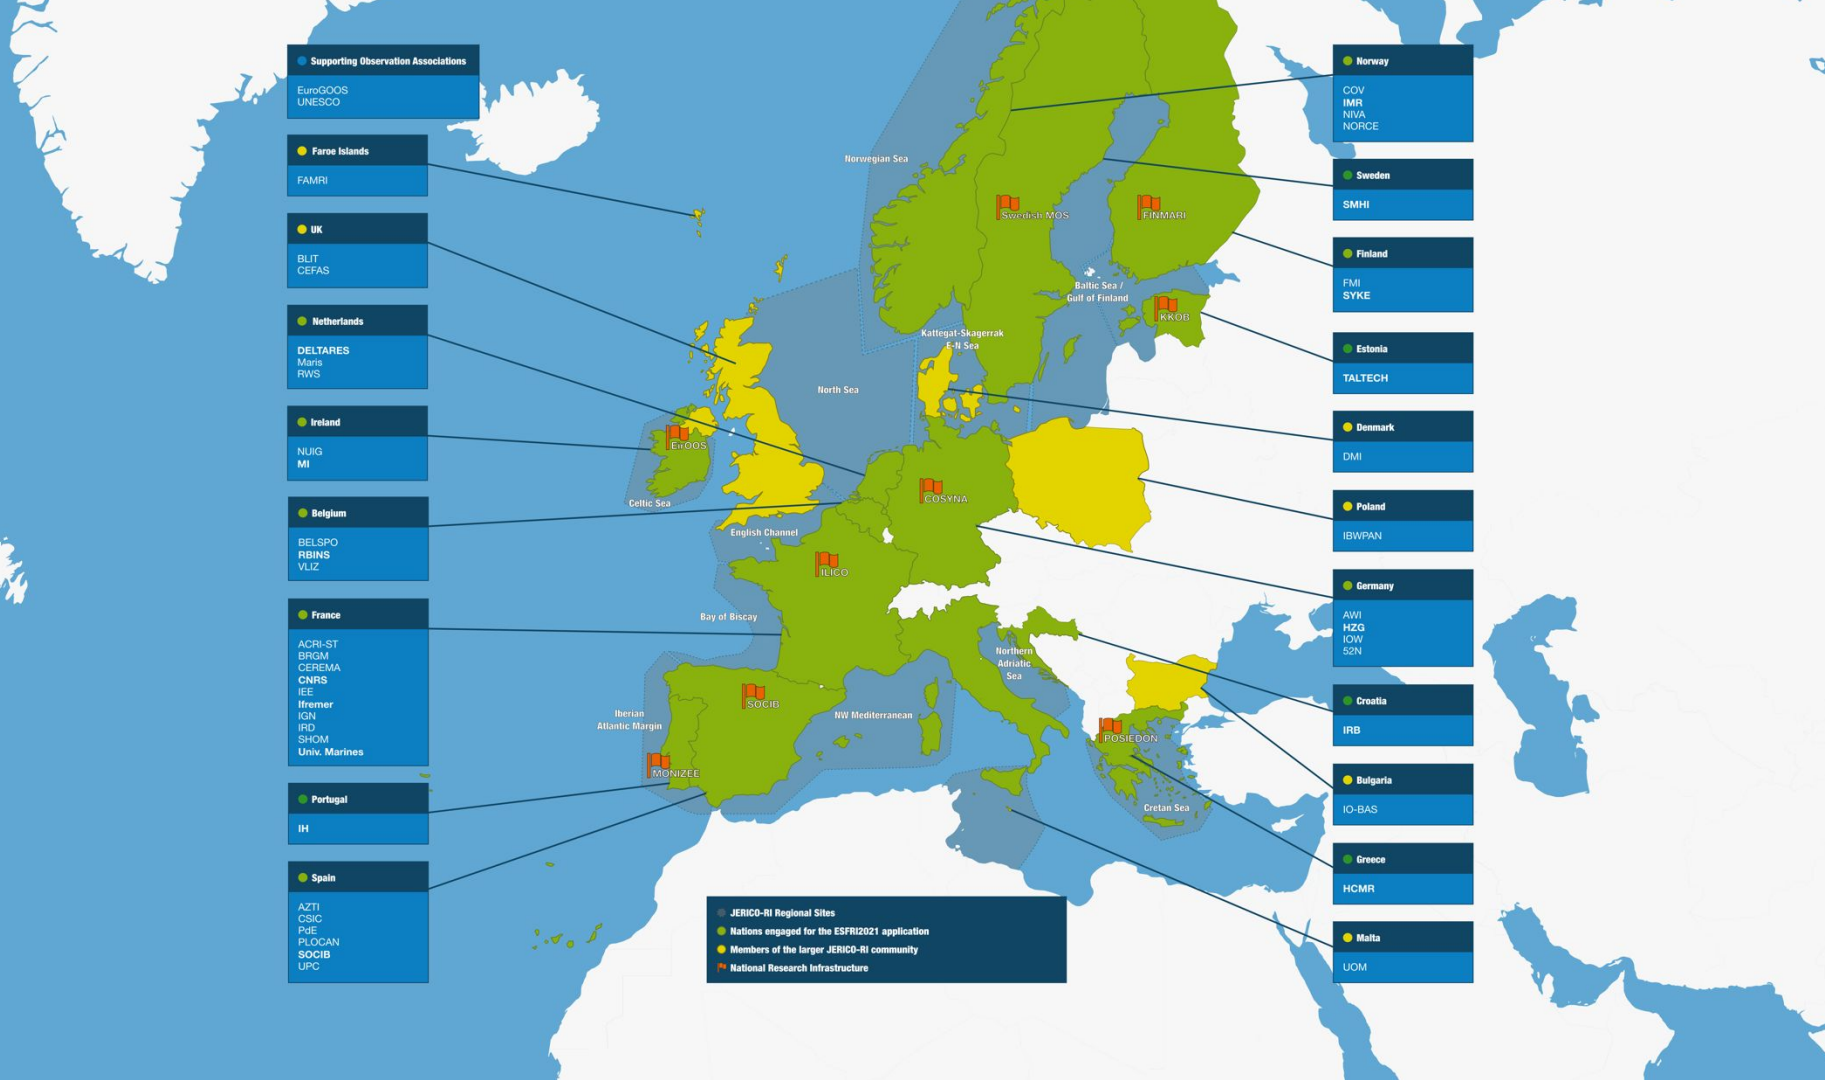 Supporting Observation Associations
EuroGOOS
UNESCO
Faroe Islands
FAMRI
UK
BLIT
CEFAS
Netherlands
DELTARES
Maris
RWS
Ireland
NUIG
MI
Belgium
BELSPO
RBINS
VLIZ
France
ACRI-ST
BRGM
CEREMA
CNRS
IEE
Ifremer
IGN
IRD
SHOM
Univ. Marines
Portugal
IH
Spain
AZTI
CSIC
PdE
PLOCAN
SOCIB
UPC
Norwegian Sea
Swedish MOS
FINMARI
Baltic Sea /
Gulf of Finland
KKOB
Kattegat-Skagerrak
E-N Sea
North Sea
EirOOS
Celtic Sea
COSYNA
English Channel
ILICO
Bay of Biscay
Northern
Adriatic
Sea
SOCIB
Iberian
Atlantic Margin
NW Mediterranean
POSIEDON
MONIZEE
Cretan Sea
JERICO-RI Regional Sites
Nations engaged for the ESFRI2021 application
Members of the larger JERICO-RI community
National Research Infrastructure
Norway
COV
IMR
NIVA
NORCE
Sweden
SMHI
Finland
FMI
SYKE
Estonia
TALTECH
Denmark
DMI
Poland
IBWPAN
Germany
AWI
HZG
IOW
52N
Croatia
IRB
Bulgaria
IO-BAS
Greece
HCMR
Malta
UOM